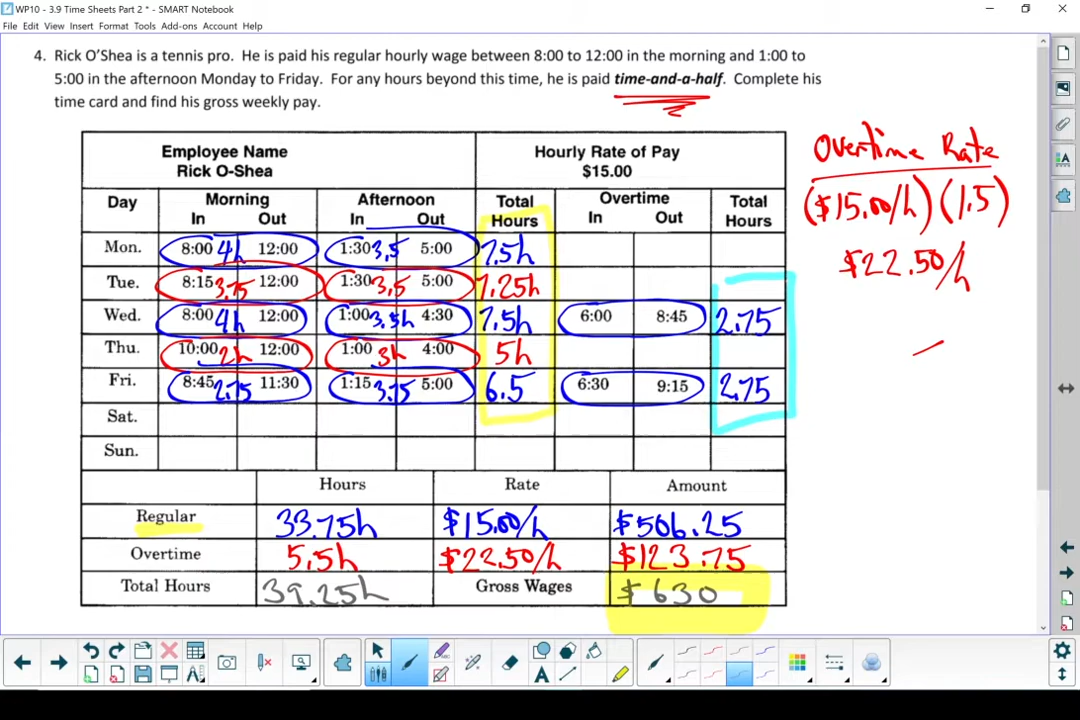 WP10 - 3.9 Time Sheets Part 2 * - SMART Notebook
File Edit View Insert Format Tools Add-ons Account Help
4. Rick O'Shea is a tennis pro. He is paid his regular hourly wage between 8:00 to 12:00 in the morning and 1:00 to
5:00 in the afternoon Monday to Friday. For any hours beyond this time, he is paid time-and-a-half. Complete his
time card and find his gross weekly pay.
Overtime Rate
($15.00/h)(1.5)
$22.50/h
Employee Name Hourly Rate of Pay
Rick O-Shea $15.00
Day Morning Afternoon Total Overtime Total
In Out In Out Hours In Out Hours
Mon. 8:00 4h 12:00 1:30 3,5 5:00 7.5h
Tue. 8:15 3.75 12:00 1:30 3,5 5:00 7.25h
Wed. 8:00 4h 12:00 1:00 3.5h 4:30 7.5h 6:00 8:45 2.75
Thu. 10:00 2h 12:00 1:00 3h 4:00 5h
Fri. 8:45 2.75 11:30 1:15 3.75 5:00 6.5 6:30 9:15 2.75
Sat.
Sun.
Hours Rate Amount
Regular 33.75h $15.00/h $506.25
Overtime 5.5h $22.50/h $123.75
Total Hours 39.25h Gross Wages $630